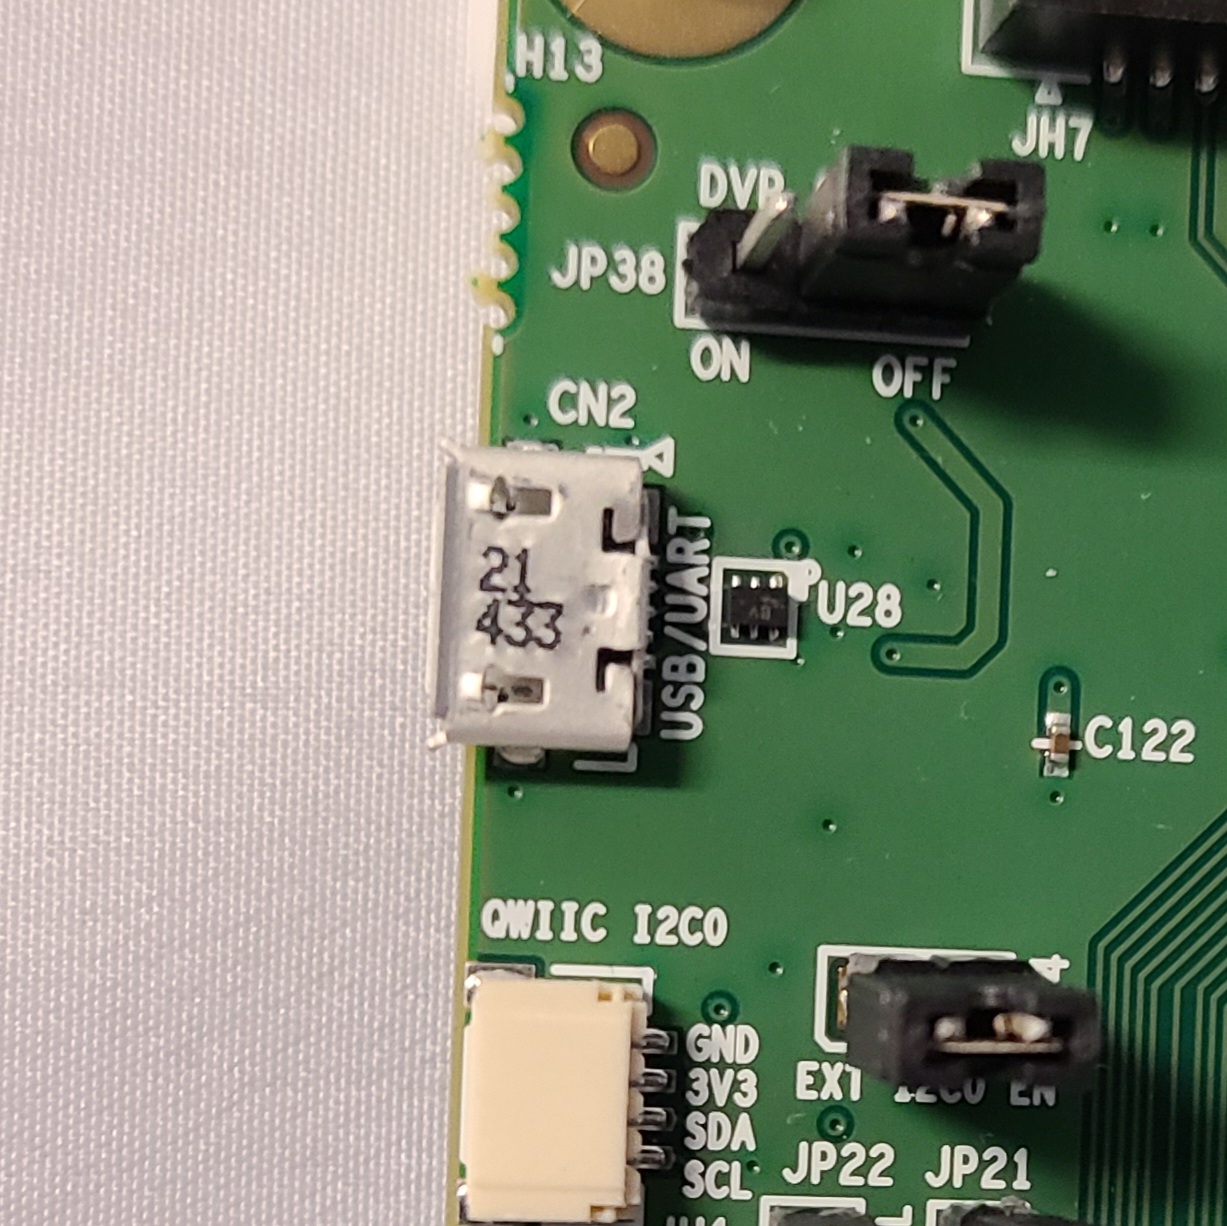 H13
JH7
DVP
JP38
ON
OFF
CN2
21
433
USB/UART
U28
C122
QWIIC I2C0
GND
3V3
SDA
SCL
EXT I2C0 EN
JP22
JP21